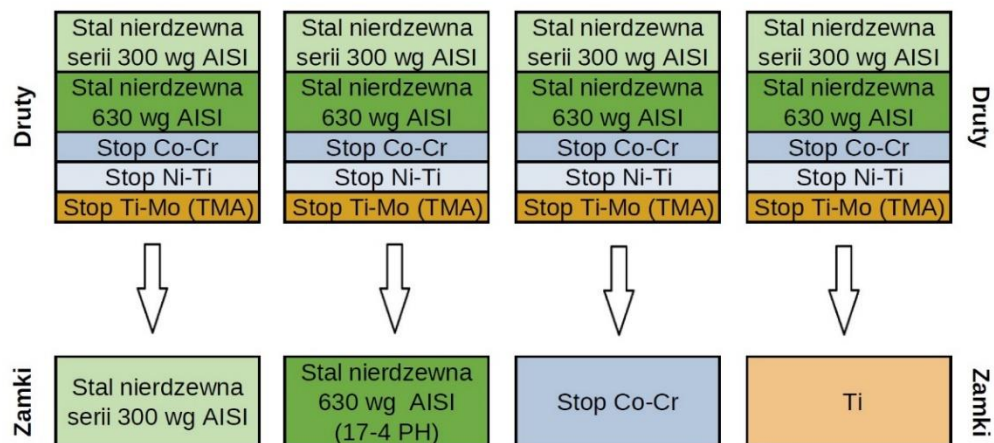 Druty
Stal nierdzewna
serii 300 wg AISI
Stal nierdzewna
630 wg AISI
Stop Co-Cr
Stop Ni-Ti
Stop Ti-Mo (TMA)
Stal nierdzewna
serii 300 wg AISI
Stal nierdzewna
630 wg AISI
Stop Co-Cr
Stop Ni-Ti
Stop Ti-Mo (TMA)
Stal nierdzewna
serii 300 wg AISI
Stal nierdzewna
630 wg AISI
Stop Co-Cr
Stop Ni-Ti
Stop Ti-Mo (TMA)
Stal nierdzewna
serii 300 wg AISI
Stal nierdzewna
630 wg AISI
Stop Co-Cr
Stop Ni-Ti
Stop Ti-Mo (TMA)
Druty
Zamki
Stal nierdzewna
serii 300 wg AISI
Stal nierdzewna
630 wg AISI
(17-4 PH)
Stop Co-Cr
Ti
Zamki